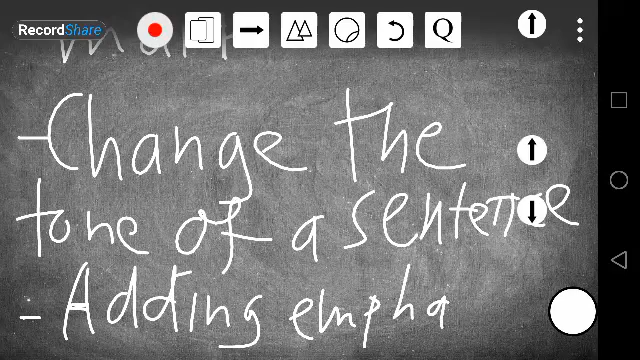 RecordShare
Q
-Change the
tone of a sentence
- Adding empha